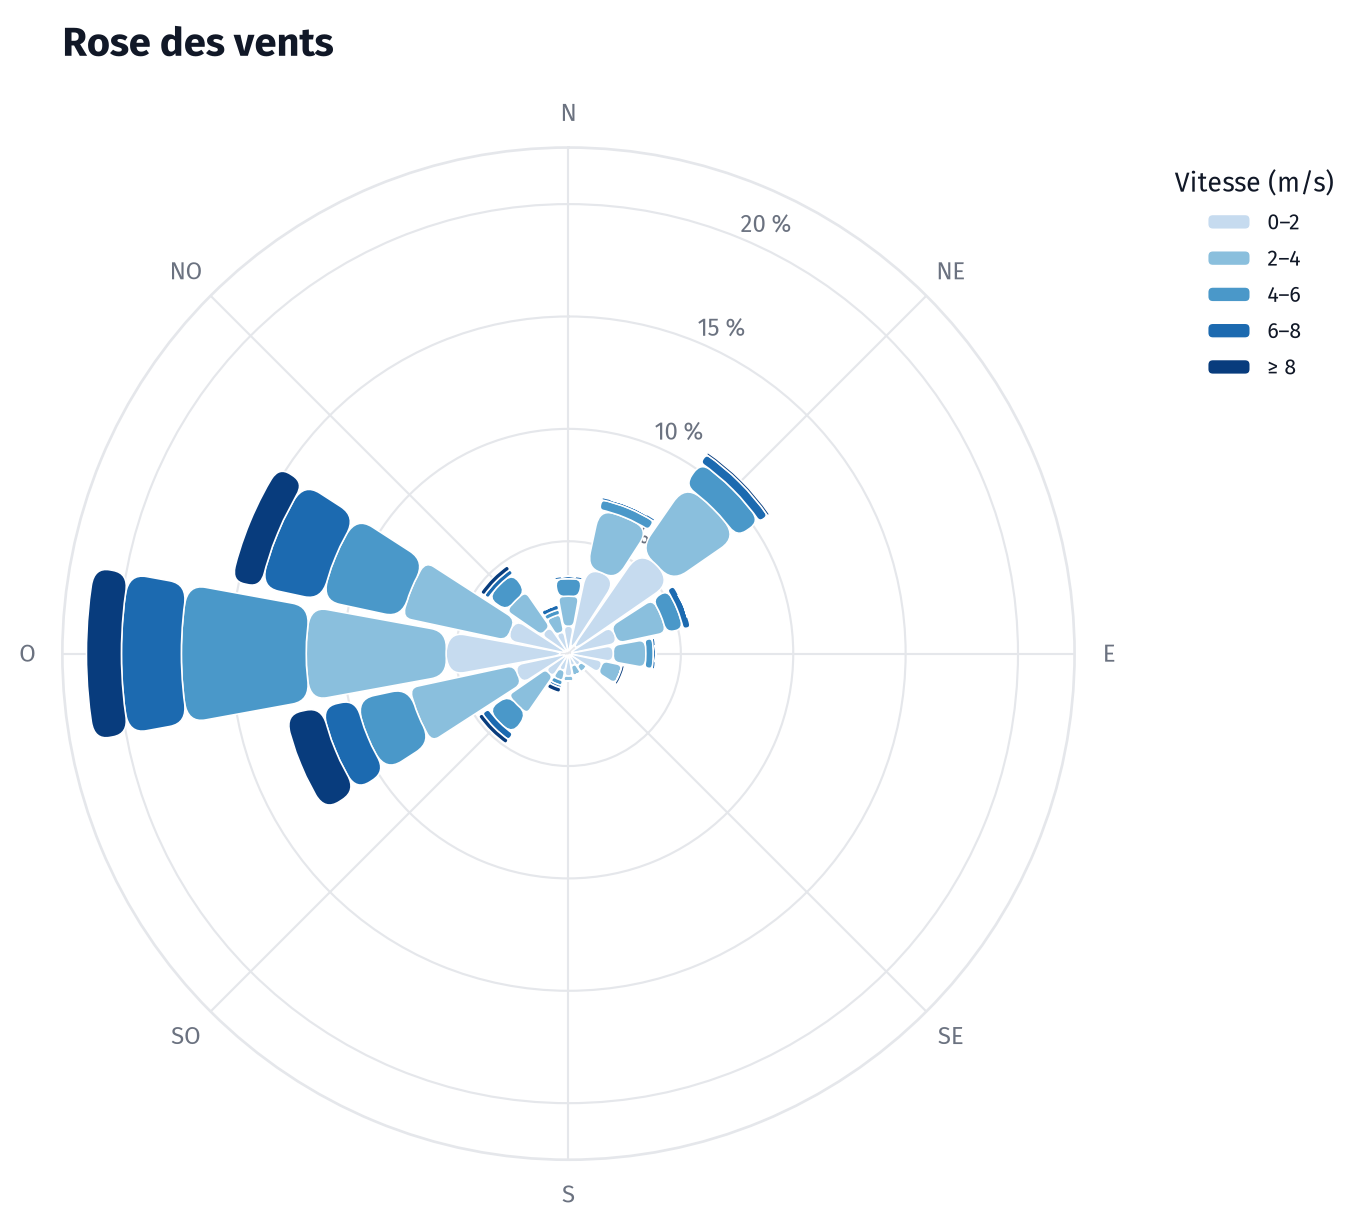 Rose des vents
N
NO
NE
O
E
SO
SE
S
20 %
15 %
10 %
Vitesse (m/s)
0–2
2–4
4–6
6–8
≥ 8